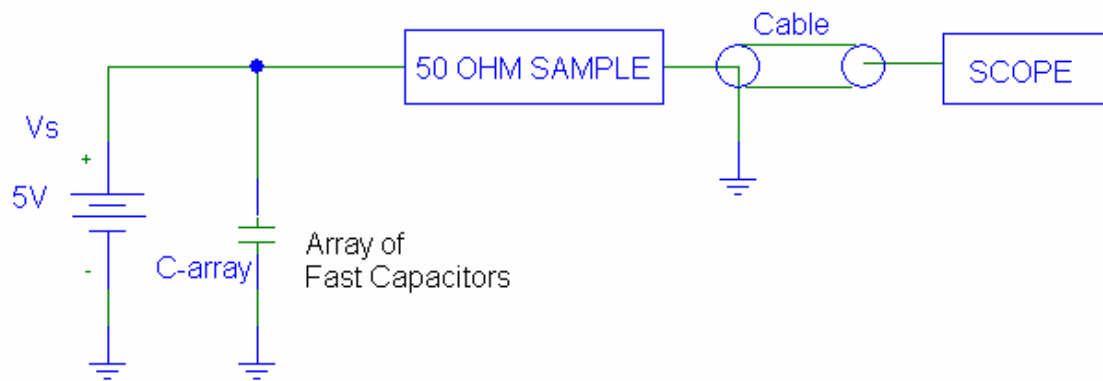 Cable
50 OHM SAMPLE
SCOPE
Vs
+
5V
-
C-array
Array of
Fast Capacitors